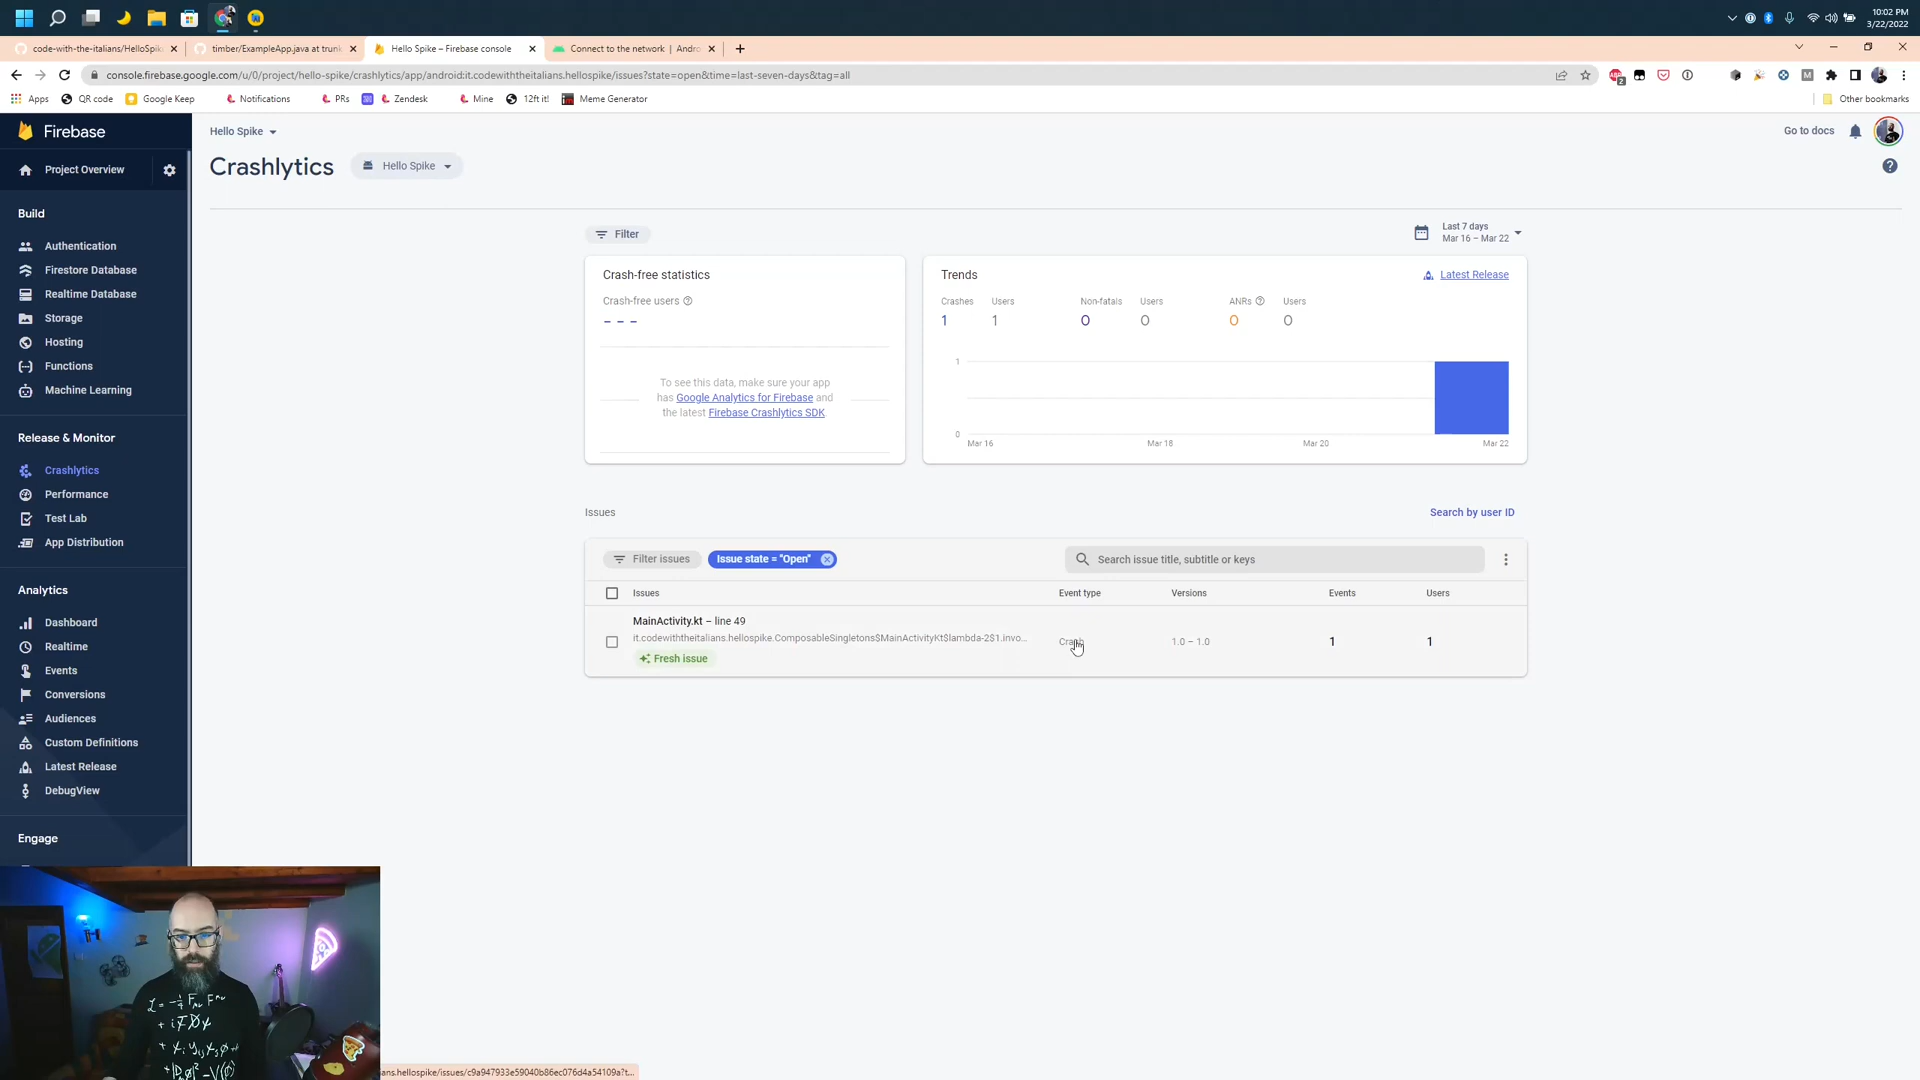 10:02 PM
3/22/2022
code-with-the-italians/HelloSpik
timber/ExampleApp.java at trunk
Hello Spike – Firebase console
Connect to the network | Andro
console.firebase.google.com/u/0/project/hello-spike/crashlytics/app/android:it.codewiththeitalians.hellospike/issues?state=open&time=last-seven-days&tag=all
Apps
QR code
Google Keep
Notifications
PRs
Zendesk
Mine
12ft it!
Meme Generator
Other bookmarks
Firebase
Project Overview
Build
Authentication
Firestore Database
Realtime Database
Storage
Hosting
Functions
Machine Learning
Release & Monitor
Crashlytics
Performance
Test Lab
App Distribution
Analytics
Dashboard
Realtime
Events
Conversions
Audiences
Custom Definitions
Latest Release
DebugView
Engage
Hello Spike
Go to docs
Crashlytics
Hello Spike
Filter
Last 7 days
Mar 16 – Mar 22
Crash-free statistics
Crash-free users
– – –
To see this data, make sure your app
has Google Analytics for Firebase and
the latest Firebase Crashlytics SDK
Trends
Latest Release
Crashes Users Non-fatals Users ANRs Users
1 1 0 0 0 0
1
0
Mar 16 Mar 18 Mar 20 Mar 22
Issues
Search by user ID
Filter issues
Issue state = "Open"
Search issue title, subtitle or keys
Issues Event type Versions Events Users
MainActivity.kt – line 49
it.codewiththeitalians.hellospike.ComposableSingletons$MainActivityKt$lambda-2$1.invo...
Fresh issue
Crash
1.0 – 1.0
1
1
ans.hellospike/issues/c9a947933e59040b86ec076d4a54109a?t...